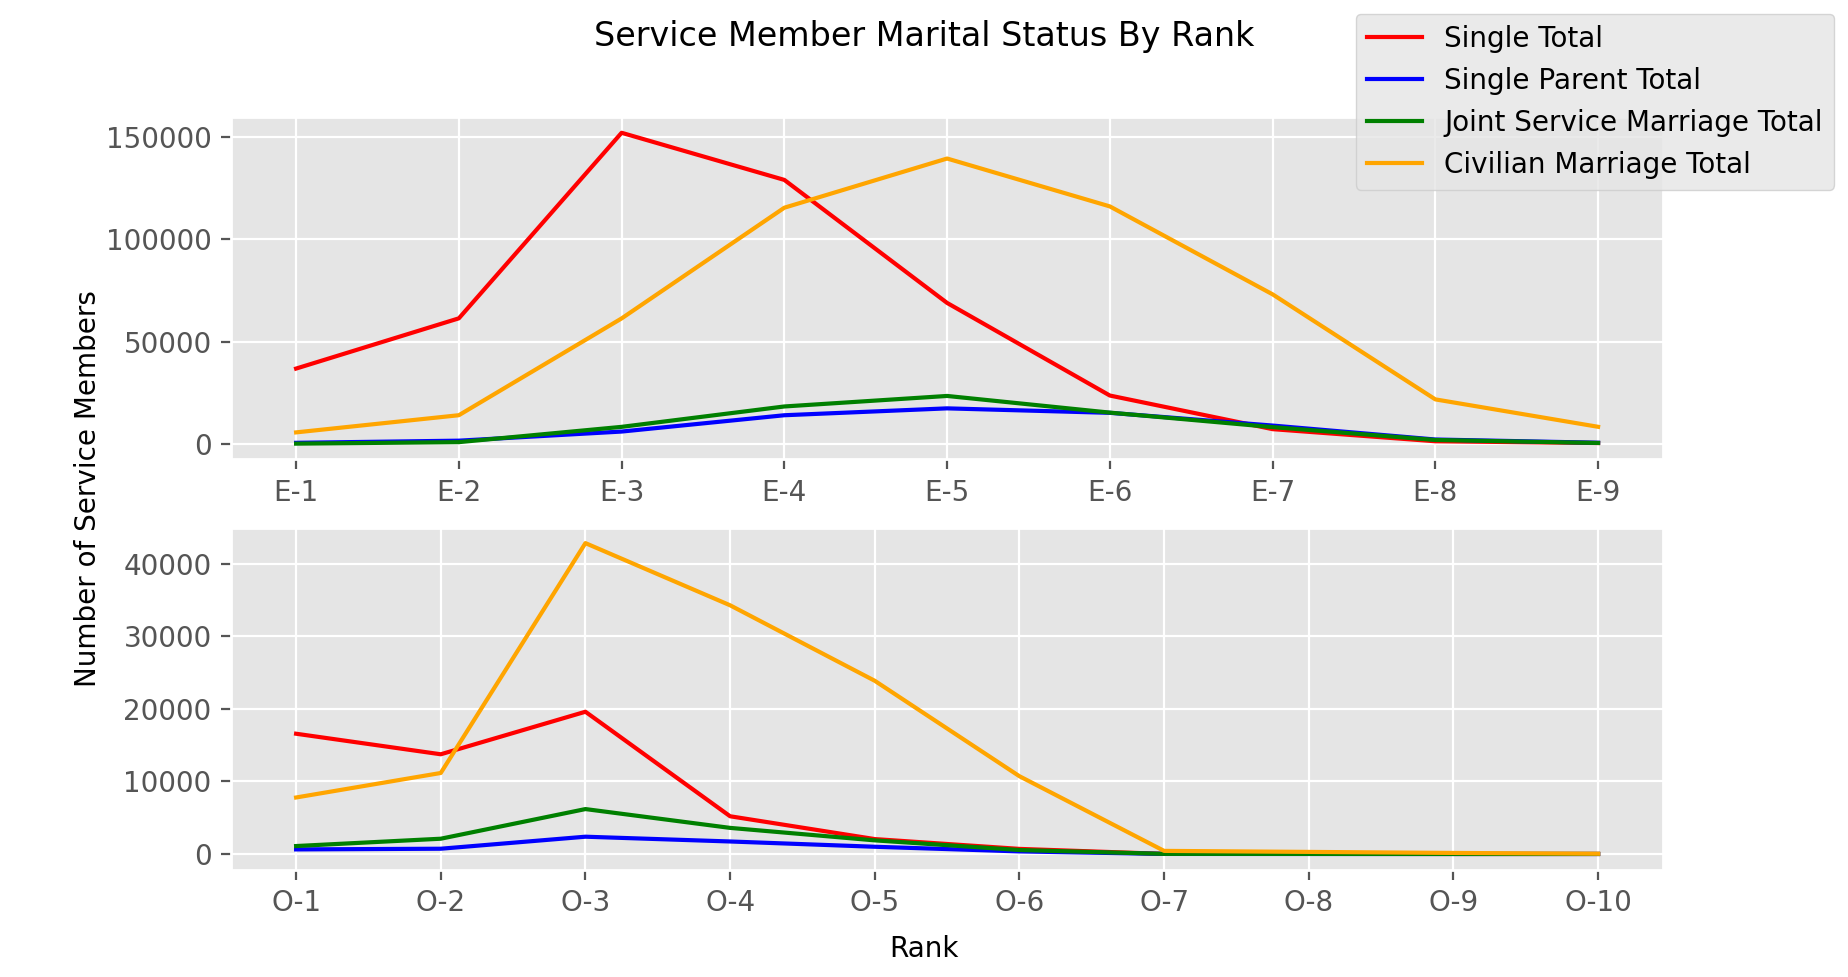 Service Member Marital Status By Rank
Single Total
Single Parent Total
Joint Service Marriage Total
Civilian Marriage Total
Number of Service Members
150000
100000
50000
0
E-1 E-2 E-3 E-4 E-5 E-6 E-7 E-8 E-9
40000
30000
20000
10000
0
O-1 O-2 O-3 O-4 O-5 O-6 O-7 O-8 O-9 O-10
Rank